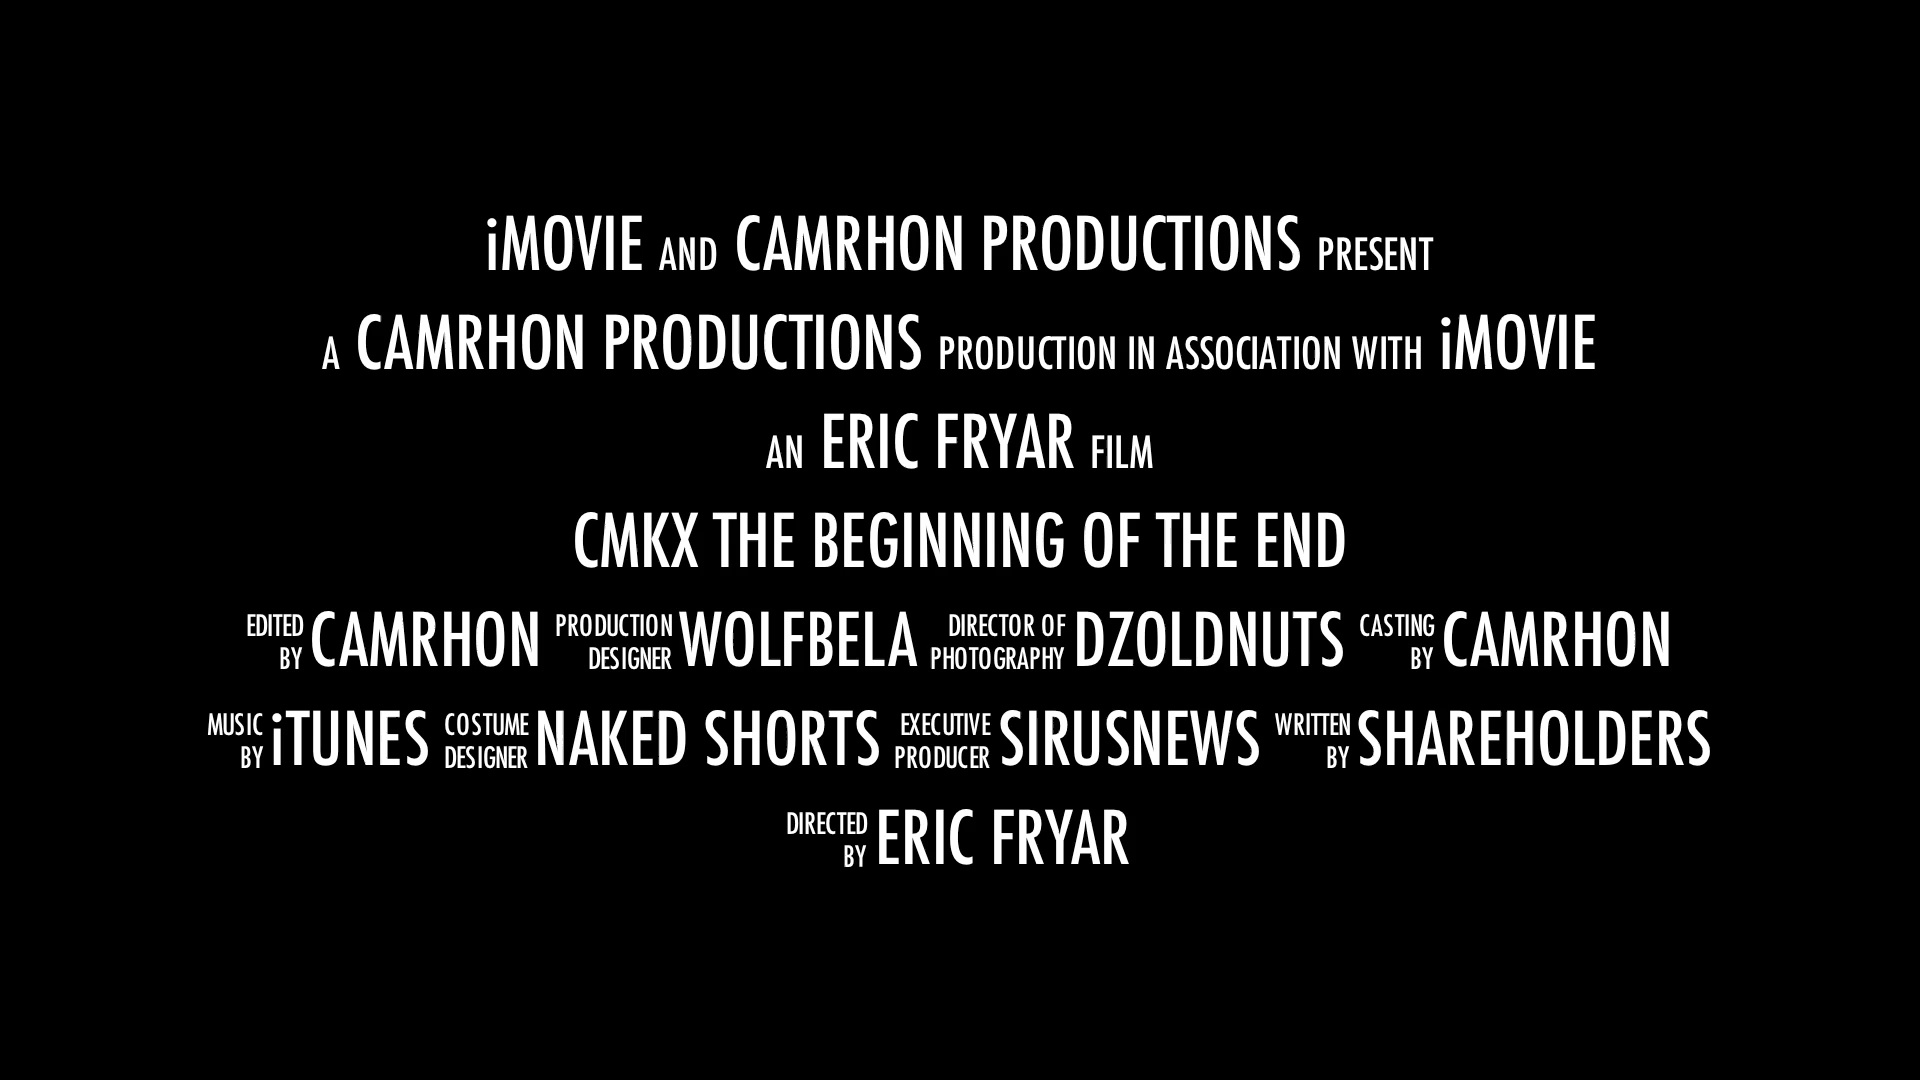 iMOVIE AND CAMRHON PRODUCTIONS PRESENT
A CAMRHON PRODUCTIONS PRODUCTION IN ASSOCIATION WITH iMOVIE
AN ERIC FRYAR FILM
CMKX THE BEGINNING OF THE END
EDITED BY CAMRHON PRODUCTION DESIGNER WOLFBELA DIRECTOR OF PHOTOGRAPHY DZOLDNUTS CASTING BY CAMRHON
MUSIC BY iTUNES COSTUME DESIGNER NAKED SHORTS EXECUTIVE PRODUCER SIRUSNEWS WRITTEN BY SHAREHOLDERS
DIRECTED BY ERIC FRYAR